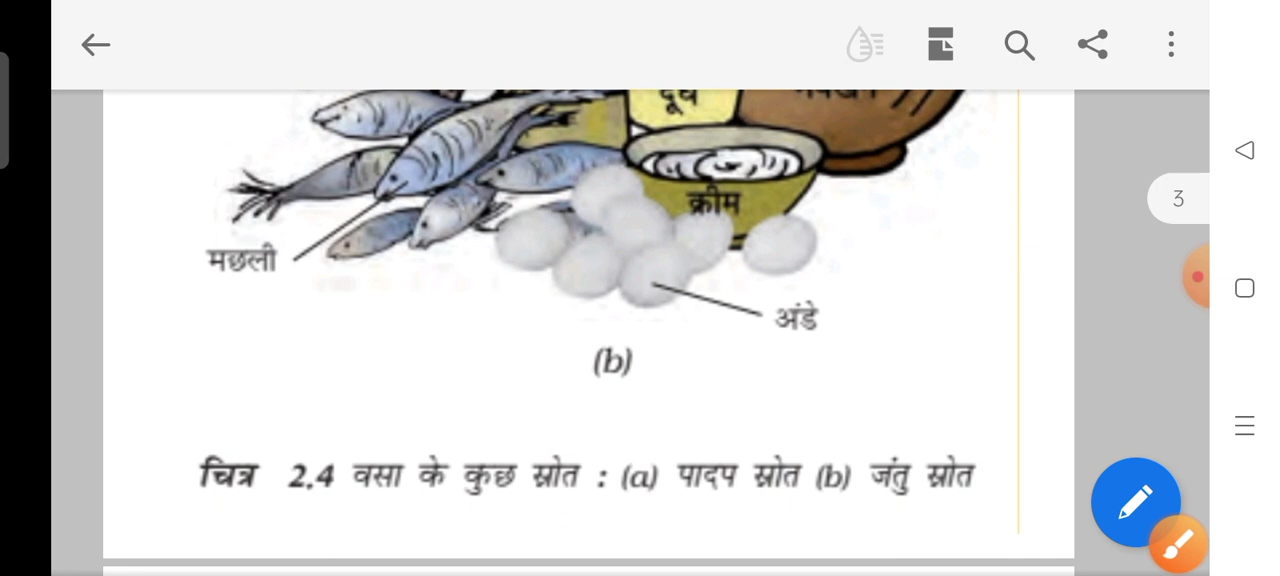 दूध
क्रीम
3
मछली
अंडे
(b)
चित्र 2.4 वसा के कुछ स्रोत : (a) पादप स्रोत (b) जंतु स्रोत